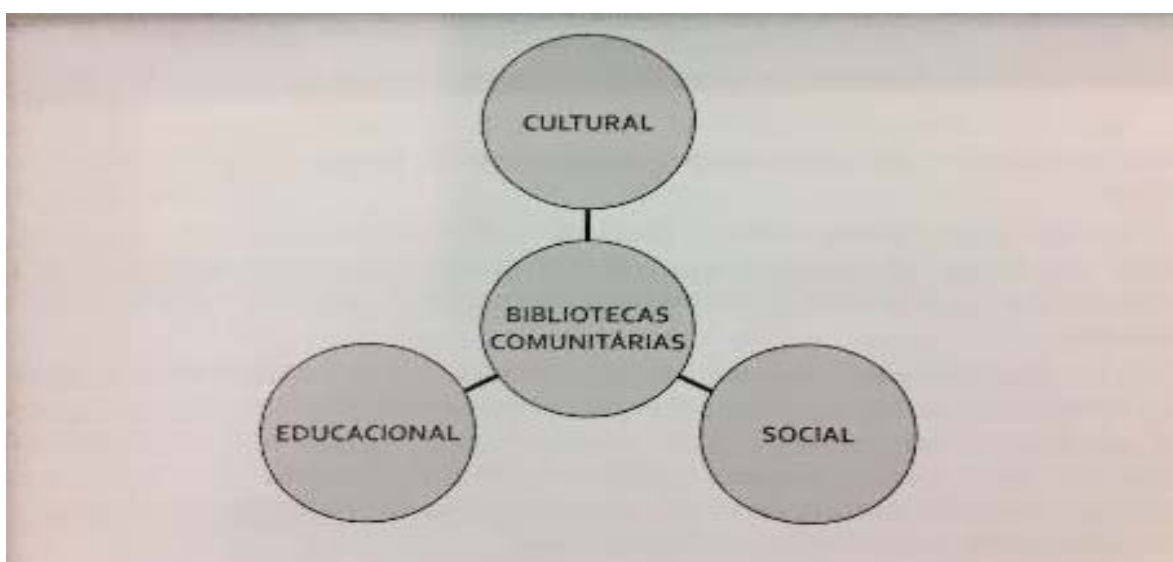 CULTURAL
BIBLIOTECAS
COMUNITÁRIAS
EDUCACIONAL
SOCIAL